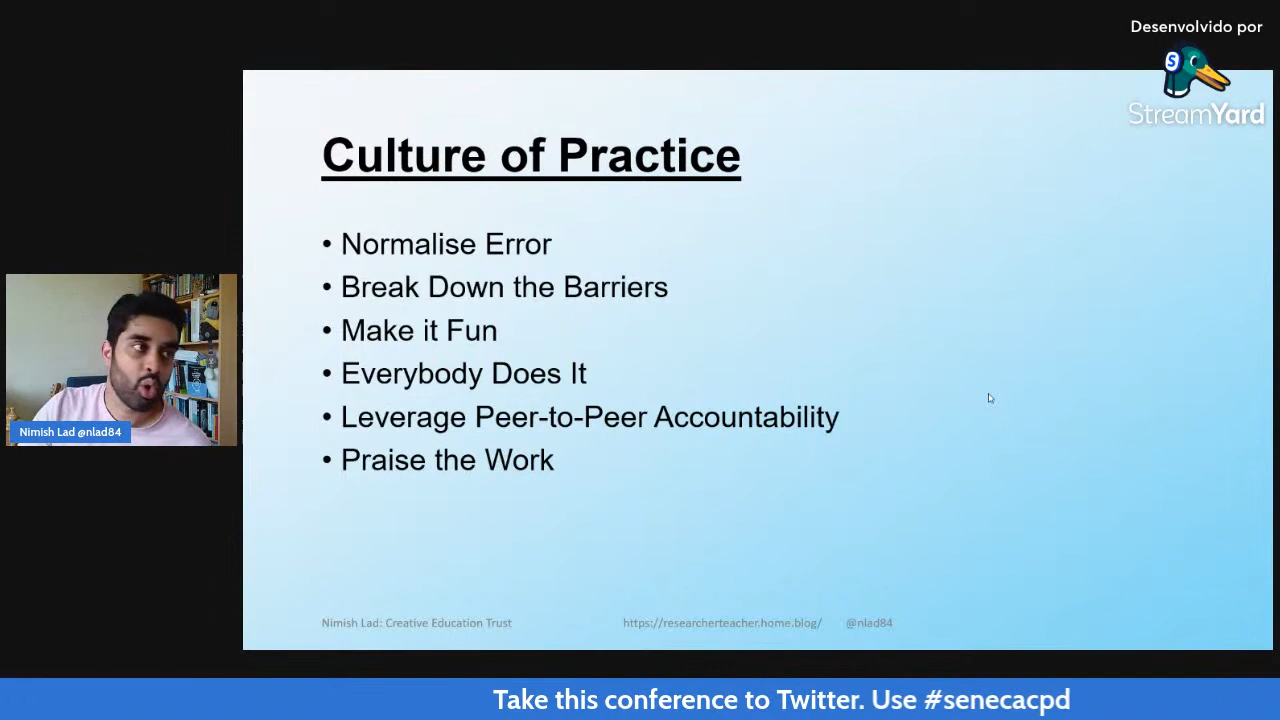 Desenvolvido por
S
StreamYard
Culture of Practice
• Normalise Error
• Break Down the Barriers
• Make it Fun
• Everybody Does It
• Leverage Peer-to-Peer Accountability
• Praise the Work
Nimish Lad @nlad84
Nimish Lad: Creative Education Trust https://researcherteacher.home.blog/ @nlad84
Take this conference to Twitter. Use #senecacpd